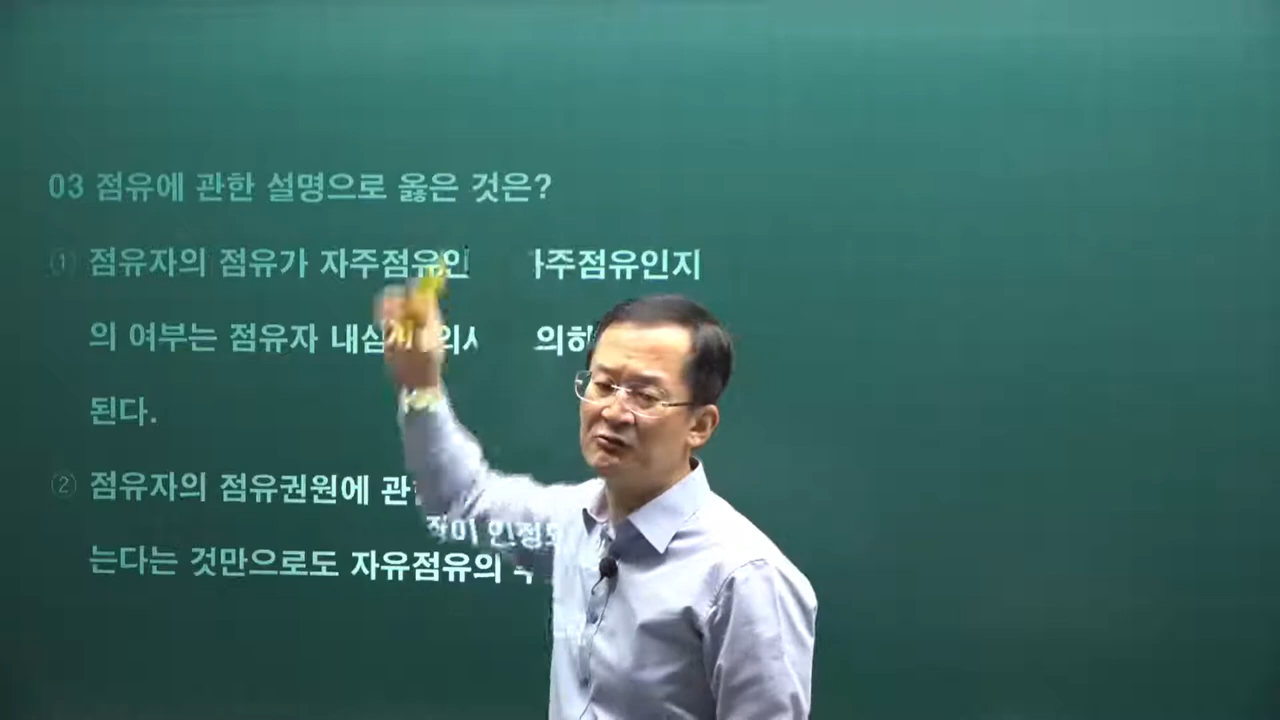 03 점유에 관한 설명으로 옳은 것은?
① 점유자의 점유가 자주점유인 주점유인지
의 여부는 점유자 의하
된다.
② 점유자의 점유권원에
인정
는다는 것만으로도 자유점유의